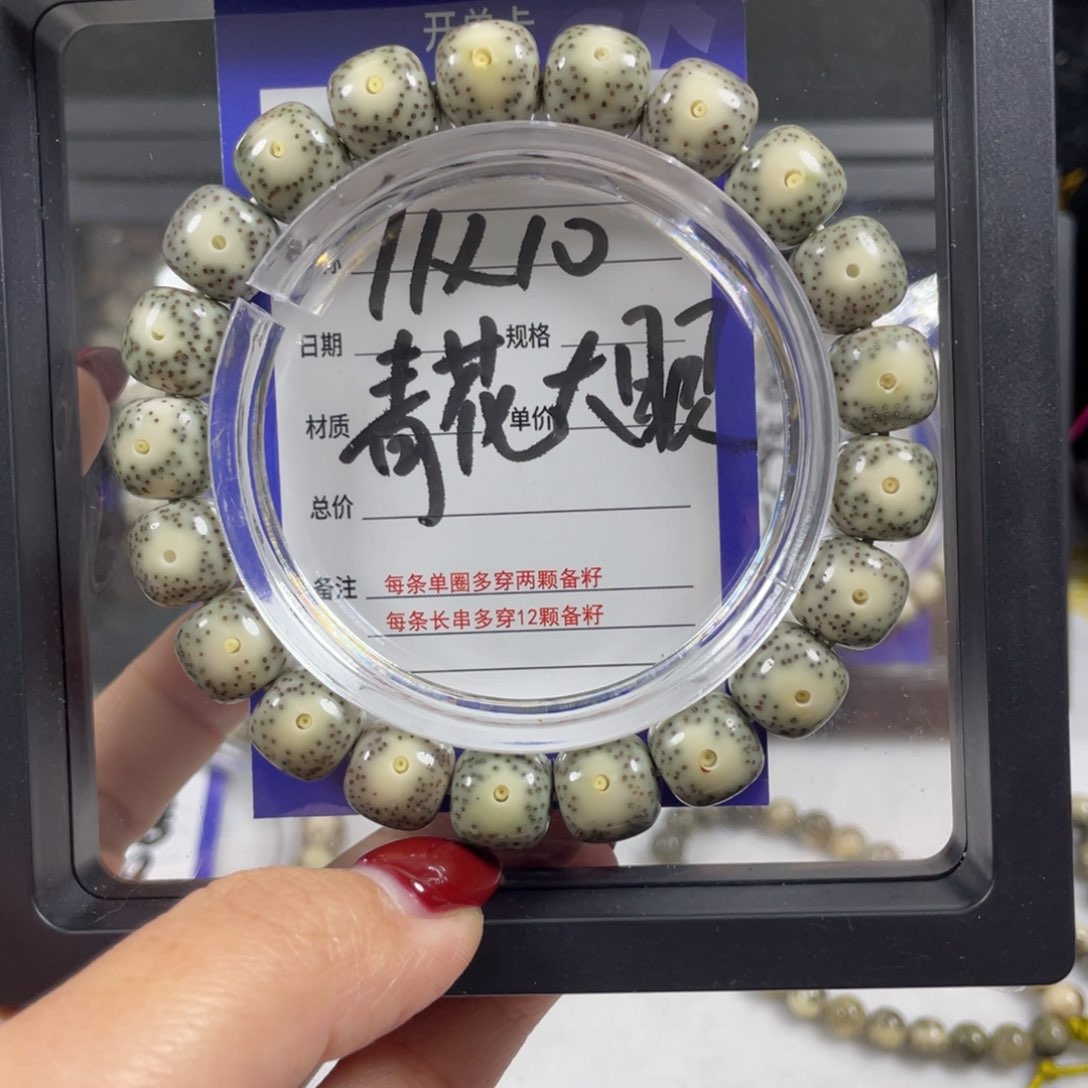 开单卡
11X10
日期 规格
青花大眼
材质 单价
总价
备注 每条单圈多穿两颗备籽
每条长串多穿12颗备籽